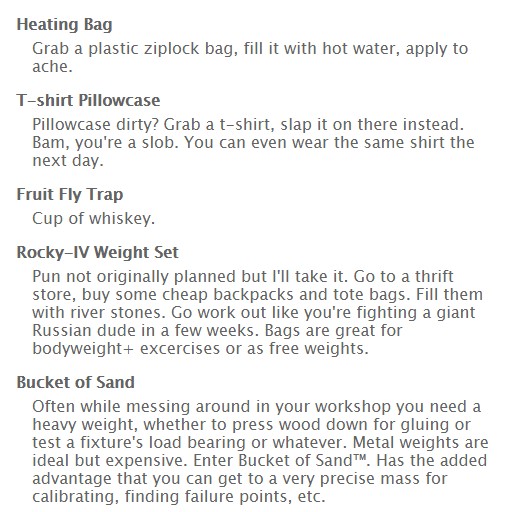 Heating Bag
Grab a plastic ziplock bag, fill it with hot water, apply to
ache.
T-shirt Pillowcase
Pillowcase dirty? Grab a t-shirt, slap it on there instead.
Bam, you're a slob. You can even wear the same shirt the
next day.
Fruit Fly Trap
Cup of whiskey.
Rocky-IV Weight Set
Pun not originally planned but I'll take it. Go to a thrift
store, buy some cheap backpacks and tote bags. Fill them
with river stones. Go work out like you're fighting a giant
Russian dude in a few weeks. Bags are great for
bodyweight+ excercises or as free weights.
Bucket of Sand
Often while messing around in your workshop you need a
heavy weight, whether to press wood down for gluing or
test a fixture's load bearing or whatever. Metal weights are
ideal but expensive. Enter Bucket of Sand™. Has the added
advantage that you can get to a very precise mass for
calibrating, finding failure points, etc.